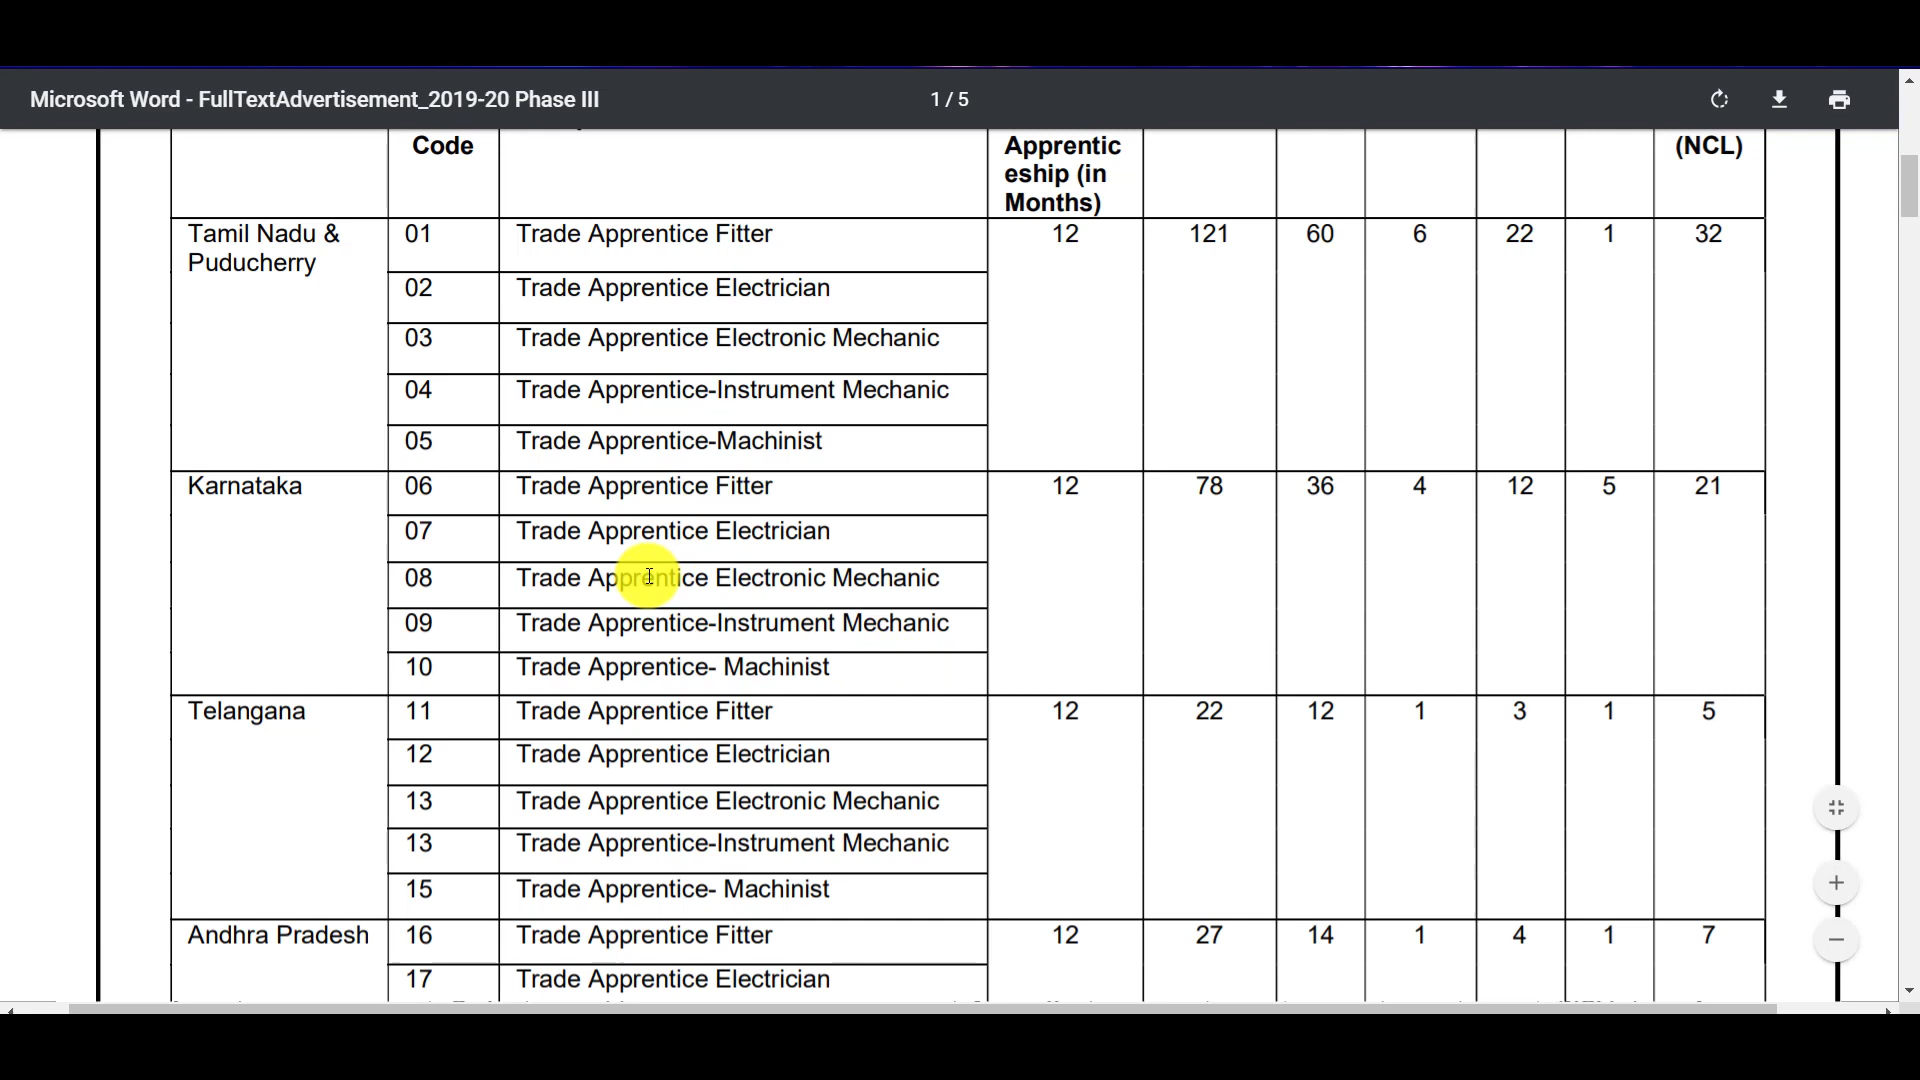 Microsoft Word - FullTextAdvertisement_2019-20 Phase III 1 / 5
Code Apprentic (NCL)
eship (in
Months)
Tamil Nadu & 01 Trade Apprentice Fitter 12 121 60 6 22 1 32
Puducherry
02 Trade Apprentice Electrician
03 Trade Apprentice Electronic Mechanic
04 Trade Apprentice-Instrument Mechanic
05 Trade Apprentice-Machinist
Karnataka 06 Trade Apprentice Fitter 12 78 36 4 12 5 21
07 Trade Apprentice Electrician
08 Trade Apprentice Electronic Mechanic
09 Trade Apprentice-Instrument Mechanic
10 Trade Apprentice- Machinist
Telangana 11 Trade Apprentice Fitter 12 22 12 1 3 1 5
12 Trade Apprentice Electrician
13 Trade Apprentice Electronic Mechanic
13 Trade Apprentice-Instrument Mechanic
15 Trade Apprentice- Machinist
Andhra Pradesh 16 Trade Apprentice Fitter 12 27 14 1 4 1 7
17 Trade Apprentice Electrician